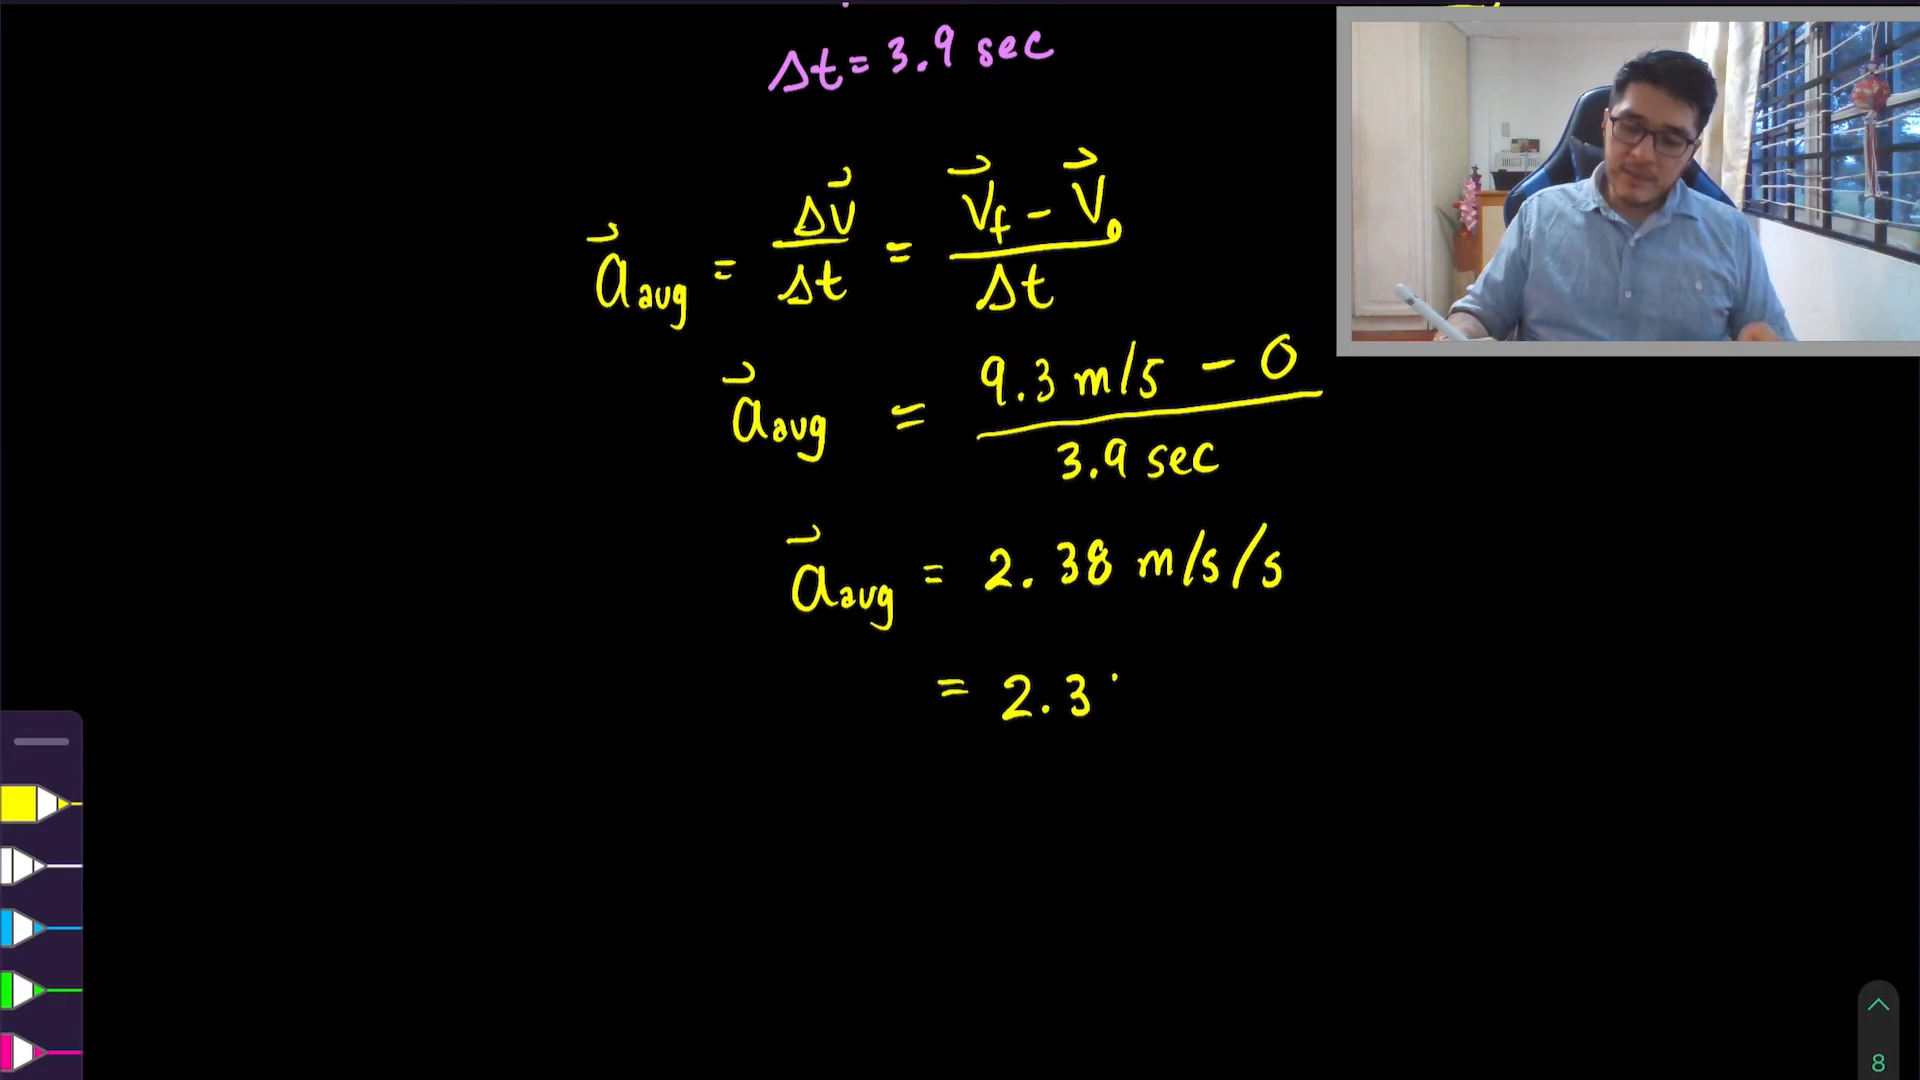 Δt = 3.9 sec
a⃗avg = Δv⃗/Δt = (v⃗f - v⃗0)/Δt
a⃗avg = (9.3 m/s - 0)/(3.9 sec)
a⃗avg = 2.38 m/s/s
= 2.3
8